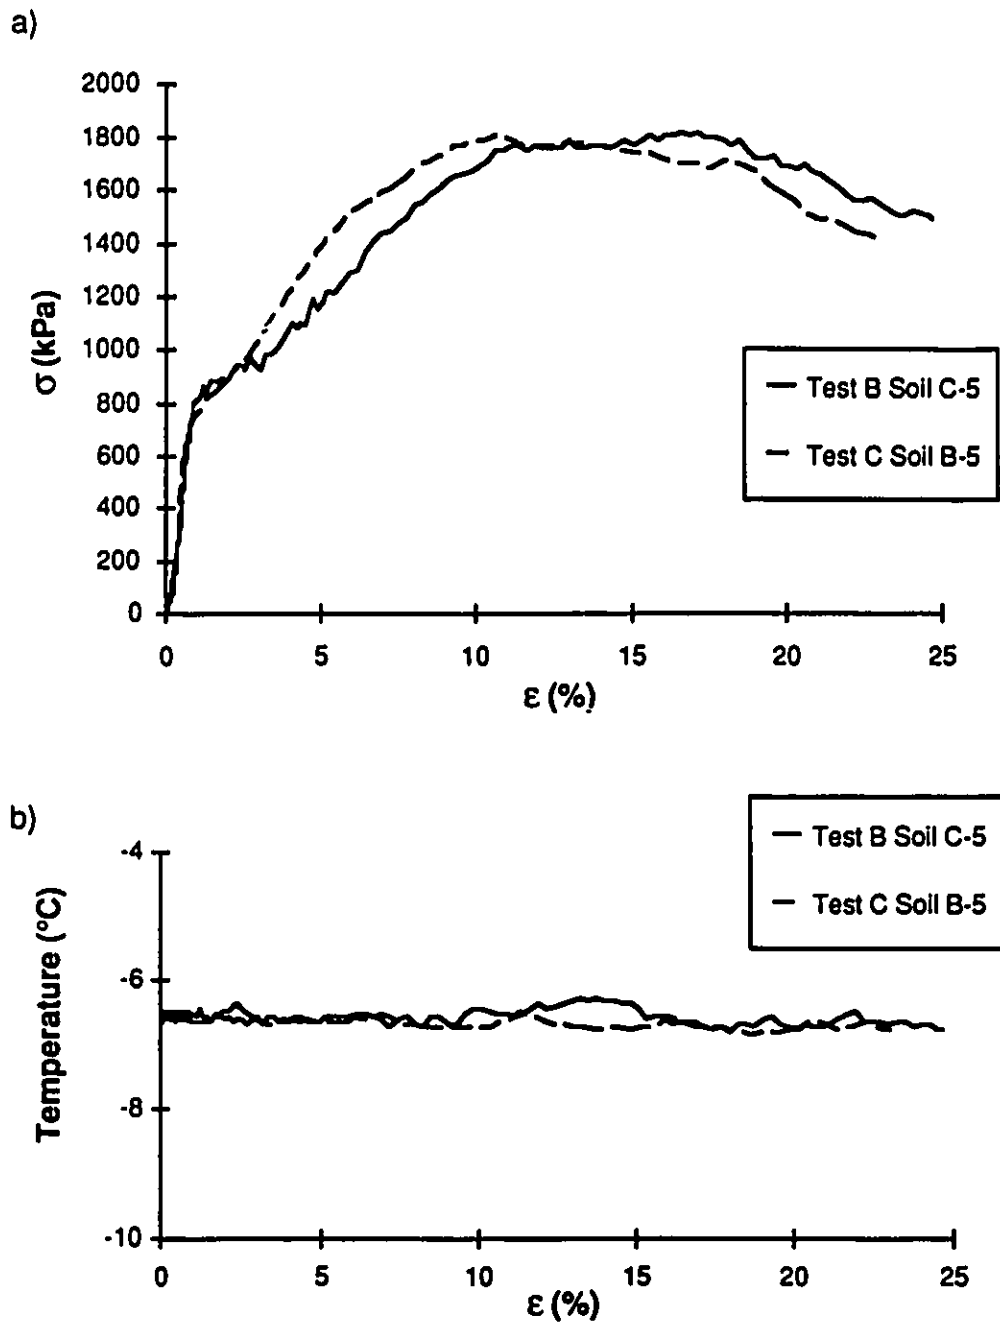 a)
2000
1800
1600
1400
1200
1000
800
600
400
200
0
σ (kPa)
0 5 10 15 20 25
ε (%)
Test B Soil C-5
Test C Soil B-5
b)
Test B Soil C-5
Test C Soil B-5
-4
-6
-8
-10
Temperature (°C)
0 5 10 15 20 25
ε (%)